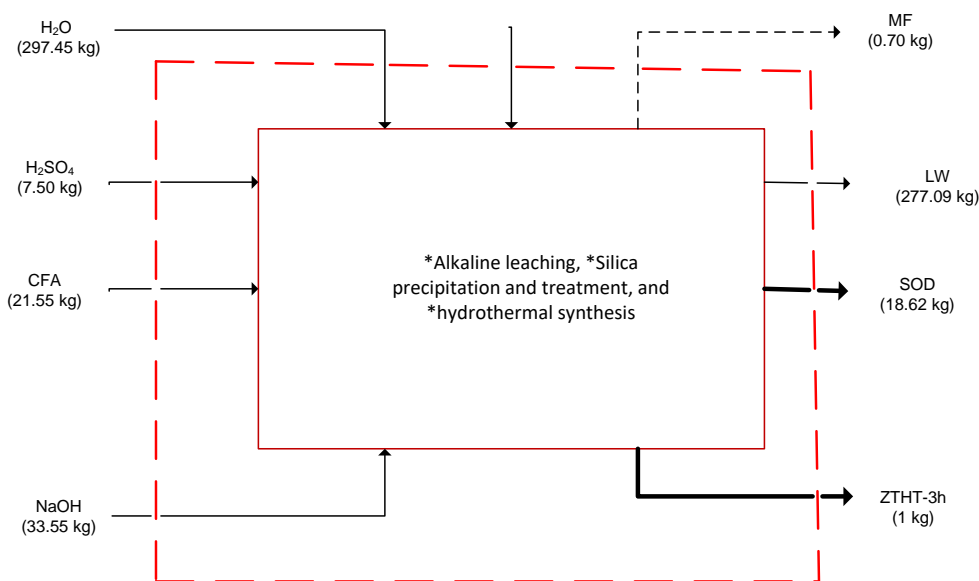 H₂O
(297.45 kg)
MF
(0.70 kg)
H₂SO₄
(7.50 kg)
LW
(277.09 kg)
CFA
(21.55 kg)
*Alkaline leaching, *Silica
precipitation and treatment, and
*hydrothermal synthesis
SOD
(18.62 kg)
NaOH
(33.55 kg)
ZTHT-3h
(1 kg)